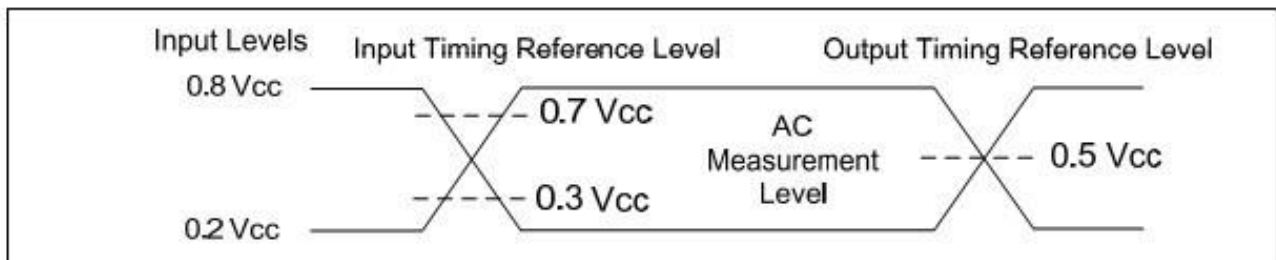 Input Levels
Input Timing Reference Level
Output Timing Reference Level
0.8 Vcc
0.7 Vcc
AC
Measurement
Level
0.5 Vcc
0.3 Vcc
0.2 Vcc